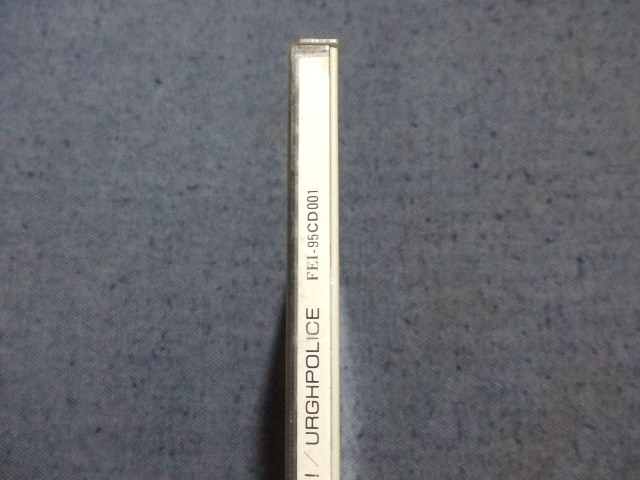 ! / URGHPOLICE FEI-95CD001